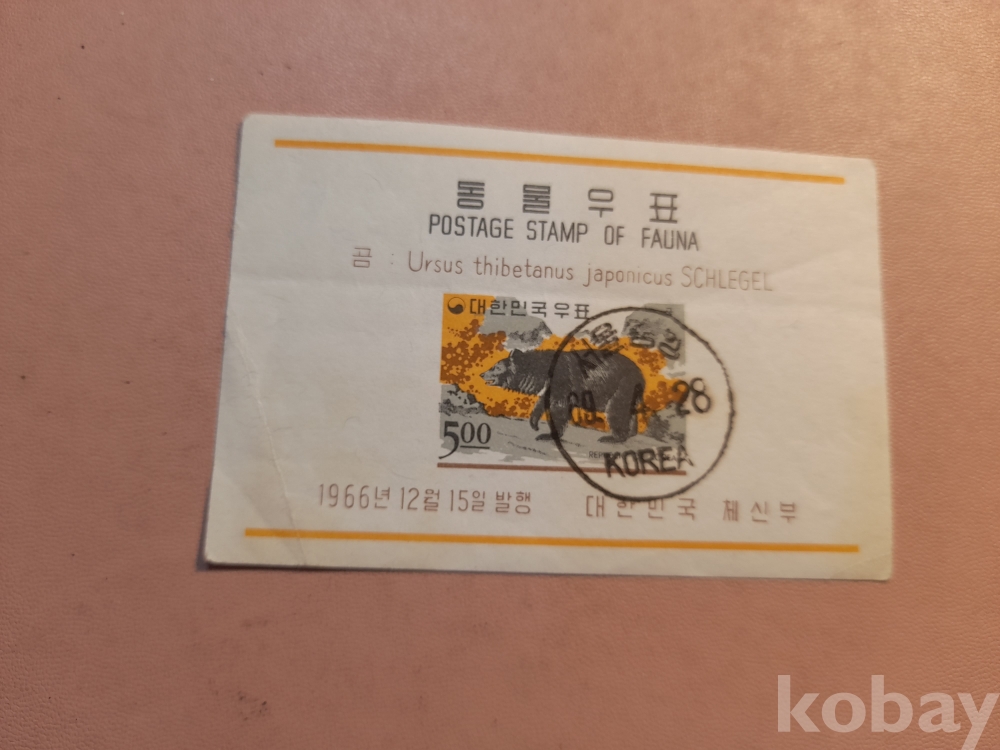 동물우표
POSTAGE STAMP OF FAUNA
곰 : Ursus thibetanus japonicus SCHLEGEL
대한민국우표
89. 4. 28
KOREA
5.00
1966년 12월 15일 발행 대한민국 체신부
kobay